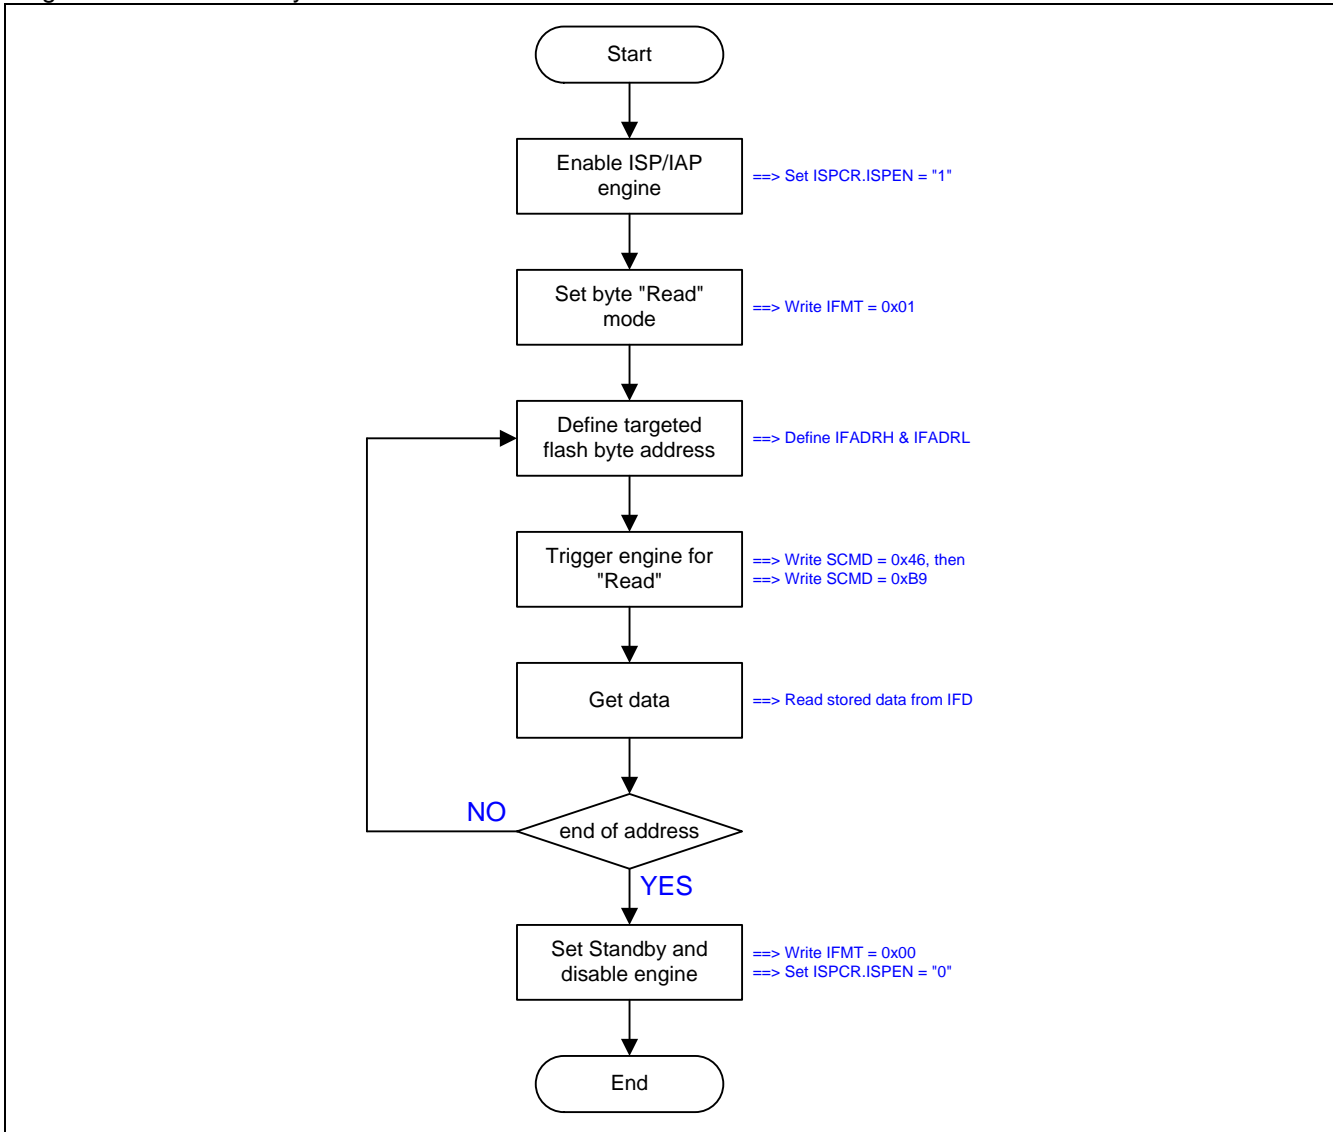 Start
Enable ISP/IAP
engine
==> Set ISPCR.ISPEN = "1"
Set byte "Read"
mode
==> Write IFMT = 0x01
Define targeted
flash byte address
==> Define IFADRH & IFADRL
Trigger engine for
"Read"
==> Write SCMD = 0x46, then
==> Write SCMD = 0xB9
Get data
==> Read stored data from IFD
NO
end of address
YES
Set Standby and
disable engine
==> Write IFMT = 0x00
==> Set ISPCR.ISPEN = "0"
End